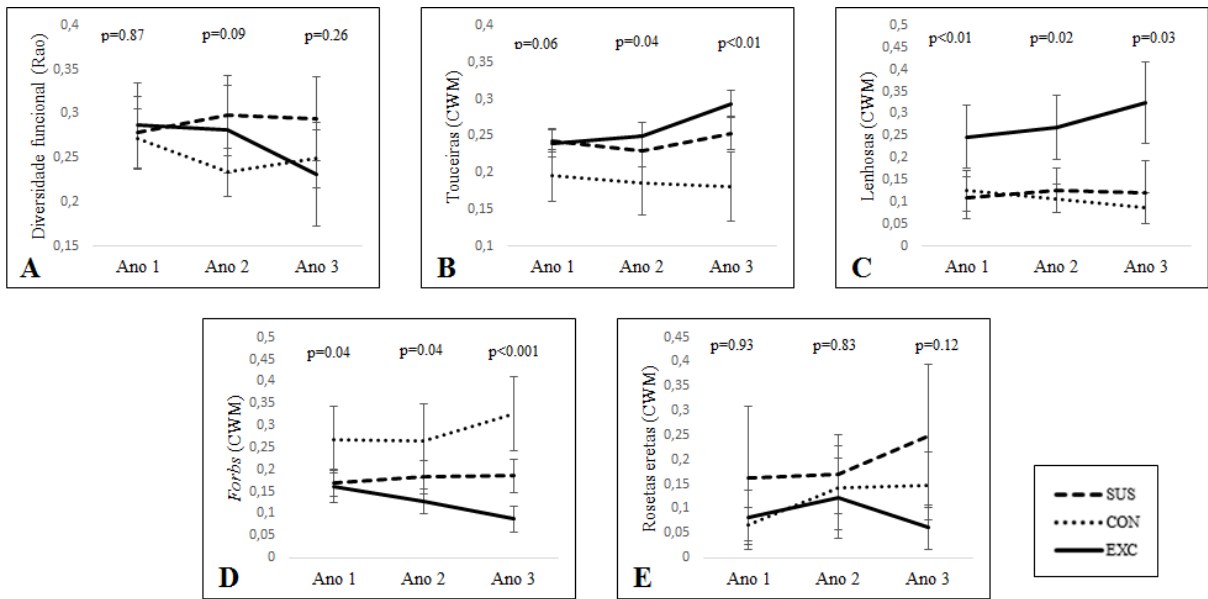 Diversidade funcional (Rao)
0,4
0,35
0,3
0,25
0,2
0,15
p=0.87 p=0.09 p=0.26
Ano 1 Ano 2 Ano 3
A
Touceiras (CWM)
0,4
0,35
0,3
0,25
0,2
0,15
0,1
p=0.06 p=0.04 p<0.01
Ano 1 Ano 2 Ano 3
B
Lenhosas (CWM)
0,5
0,45
0,4
0,35
0,3
0,25
0,2
0,15
0,1
0,05
0
p<0.01 p=0.02 p=0.03
Ano 1 Ano 2 Ano 3
C
Forbs (CWM)
0,5
0,45
0,4
0,35
0,3
0,25
0,2
0,15
0,1
0,05
0
p=0.04 p=0.04 p<0.001
Ano 1 Ano 2 Ano 3
D
Rosetas eretas (CWM)
0,45
0,4
0,35
0,3
0,25
0,2
0,15
0,1
0,05
0
p=0.93 p=0.83 p=0.12
Ano 1 Ano 2 Ano 3
E
SUS
CON
EXC